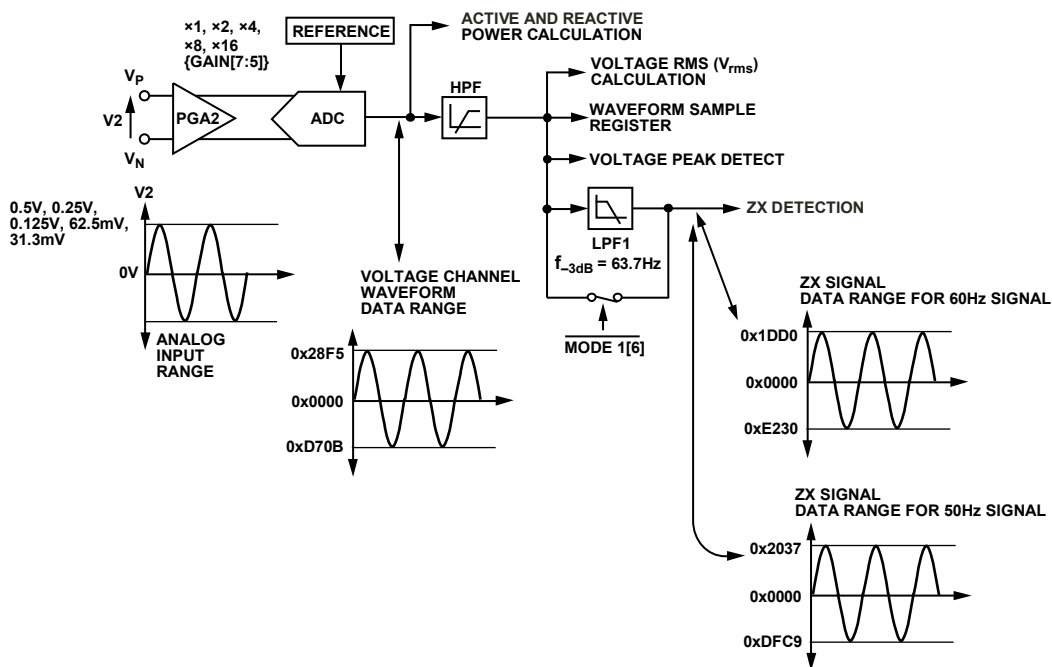 ×1, ×2, ×4,
×8, ×16
{GAIN[7:5]}
REFERENCE
ACTIVE AND REACTIVE
POWER CALCULATION
VP
V2
VN
PGA2
ADC
HPF
VOLTAGE RMS (Vrms)
CALCULATION
WAVEFORM SAMPLE
REGISTER
VOLTAGE PEAK DETECT
LPF1
f–3dB = 63.7Hz
ZX DETECTION
MODE 1[6]
V2
0.5V, 0.25V,
0.125V, 62.5mV,
31.3mV
0V
ANALOG
INPUT
RANGE
VOLTAGE CHANNEL
WAVEFORM
DATA RANGE
0x28F5
0x0000
0xD70B
ZX SIGNAL
DATA RANGE FOR 60Hz SIGNAL
0x1DD0
0x0000
0xE230
ZX SIGNAL
DATA RANGE FOR 50Hz SIGNAL
0x2037
0x0000
0xDFC9